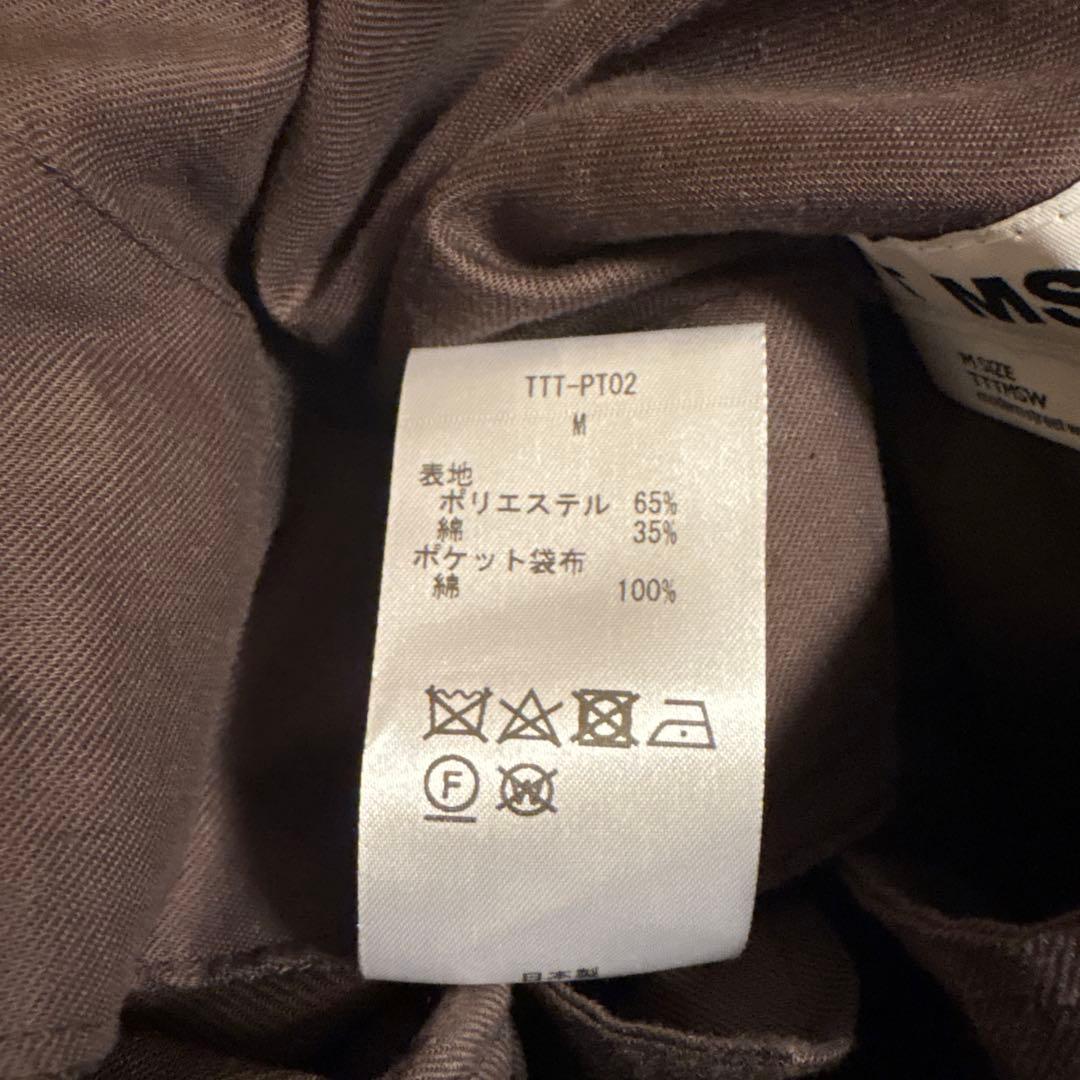 TTT-PT02
M
表地
ポリエステル 65%
綿 35%
ポケット袋布
綿 100%
F
W
日本製
MS
M SIZE
TTTMSW